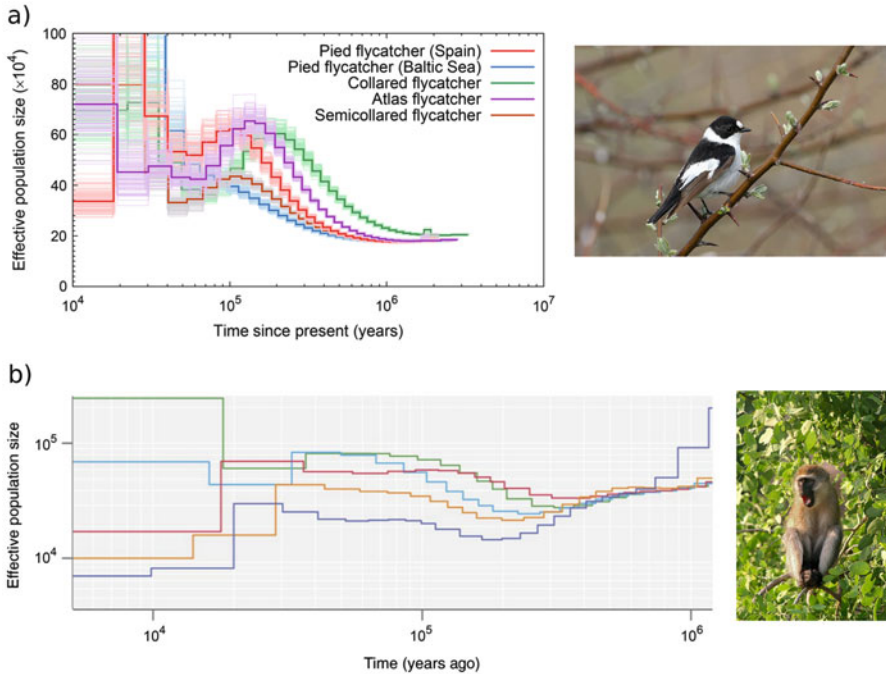 a)
Effective population size (×10⁴)
100
80
60
40
20
0
Pied flycatcher (Spain)
Pied flycatcher (Baltic Sea)
Collared flycatcher
Atlas flycatcher
Semicollared flycatcher
10⁴
10⁵
10⁶
10⁷
Time since present (years)
b)
Effective population size
10⁵
10⁴
10⁴
10⁵
10⁶
Time (years ago)